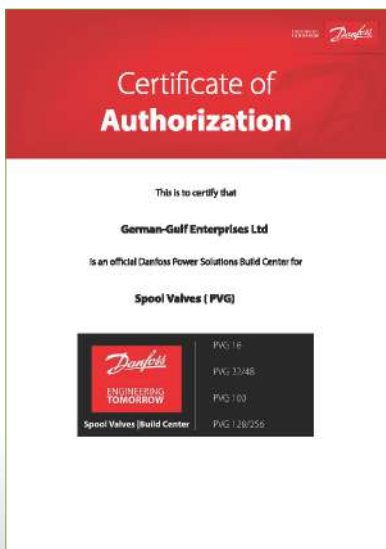 ENGINEERING
TOMORROW
Danfoss
Certificate of
Authorization
This is to certify that
German-Gulf Enterprises Ltd
is an official Danfoss Power Solutions Build Center for
Spool Valves ( PVG)
Danfoss
ENGINEERING
TOMORROW
Spool Valves |Build Center
PVG 16
PVG 32/48
PVG 100
PVG 128/256